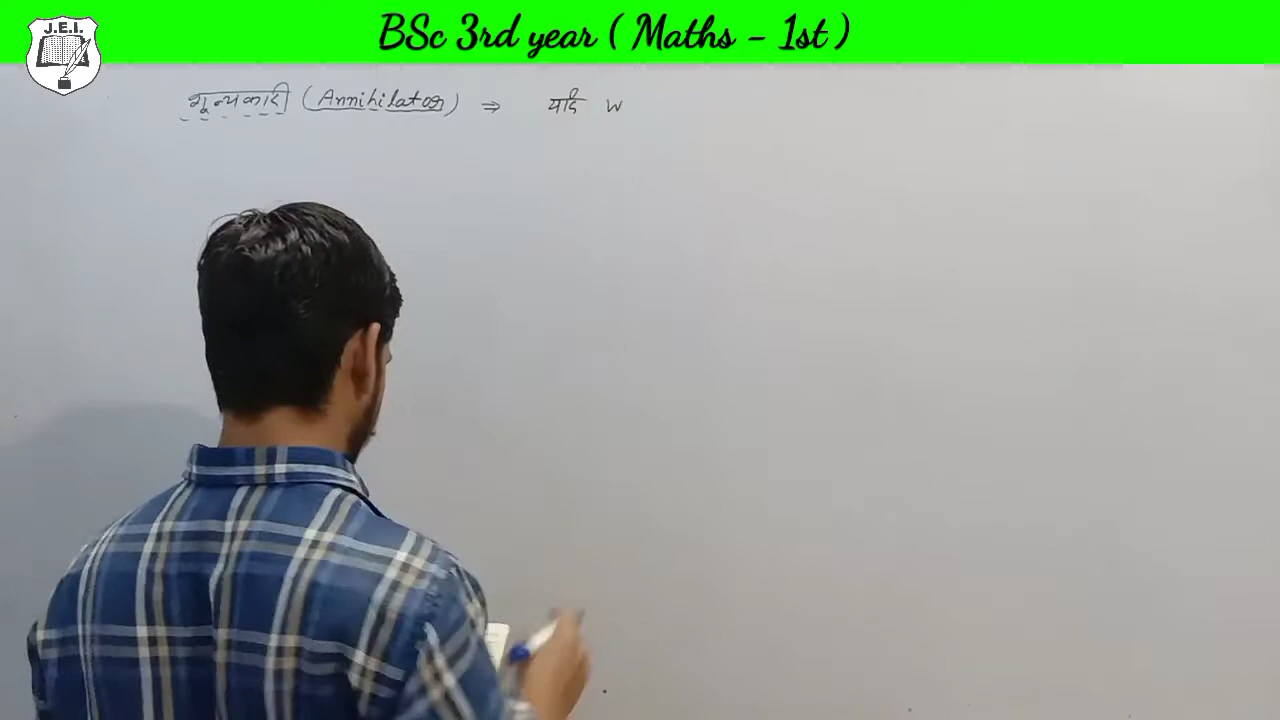 BSc 3rd year ( Maths - 1st )
J.E.I.
शून्यकारी (Annihilator) ⇒ यदि W